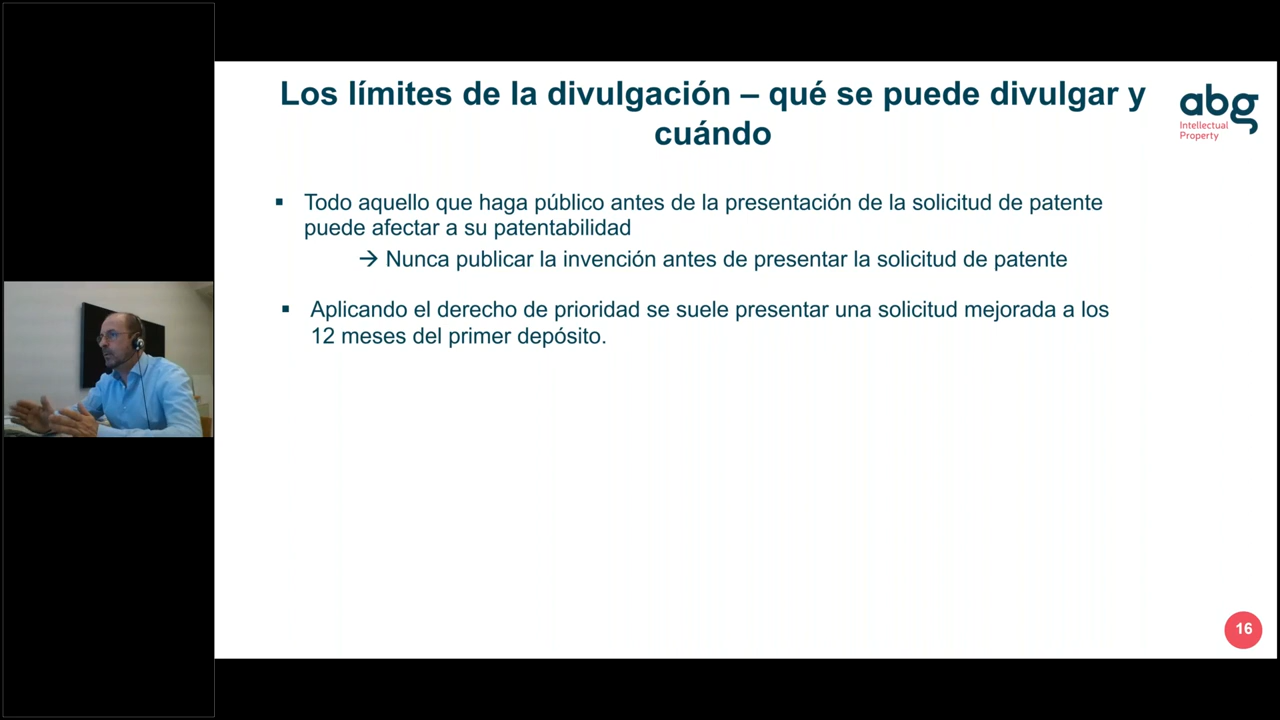 Los límites de la divulgación – qué se puede divulgar y
cuándo
abg
Intellectual
Property
▪ Todo aquello que haga público antes de la presentación de la solicitud de patente
puede afectar a su patentabilidad
→ Nunca publicar la invención antes de presentar la solicitud de patente
▪ Aplicando el derecho de prioridad se suele presentar una solicitud mejorada a los
12 meses del primer depósito.
16